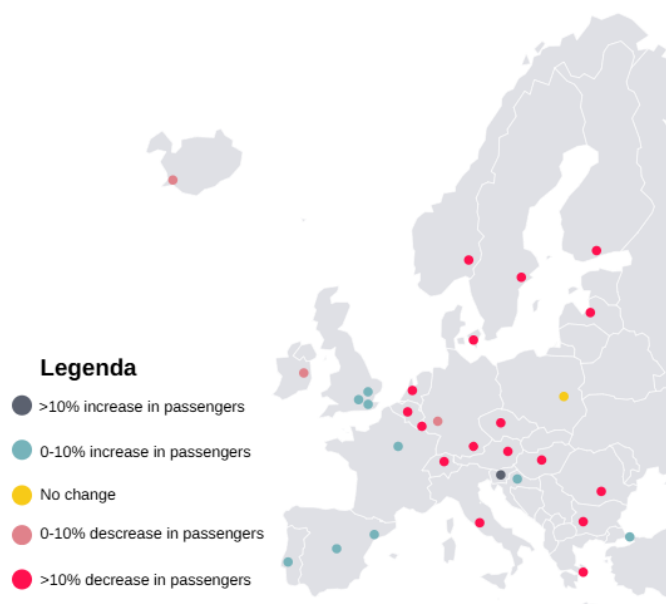 Legenda
>10% increase in passengers
0-10% increase in passengers
No change
0-10% descrease in passengers
>10% decrease in passengers